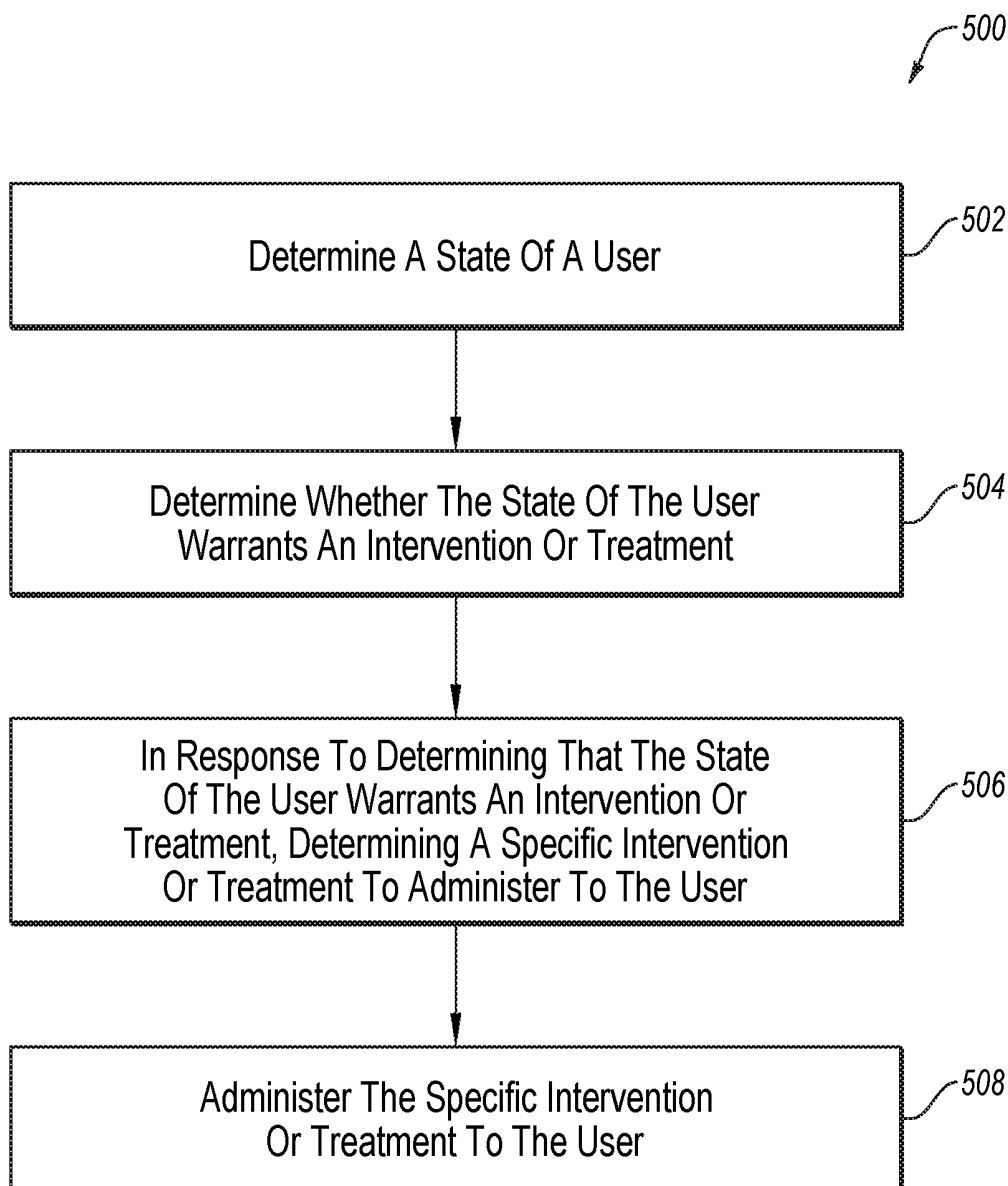 500
Determine A State Of A User
502
Determine Whether The State Of The User
Warrants An Intervention Or Treatment
504
In Response To Determining That The State
Of The User Warrants An Intervention Or
Treatment, Determining A Specific Intervention
Or Treatment To Administer To The User
506
Administer The Specific Intervention
Or Treatment To The User
508